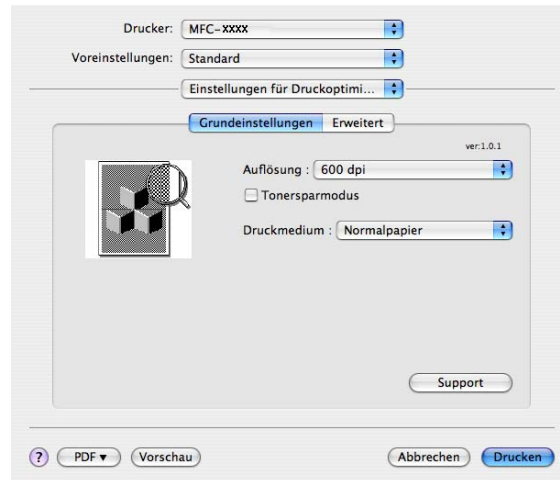 Drucker: MFC-xxxx
Voreinstellungen: Standard
Einstellungen für Druckoptimi...
Grundeinstellungen Erweitert
ver:1.0.1
Auflösung : 600 dpi
Tonersparmodus
Druckmedium : Normalpapier
Support
? PDF ▼ Vorschau Abbrechen Drucken